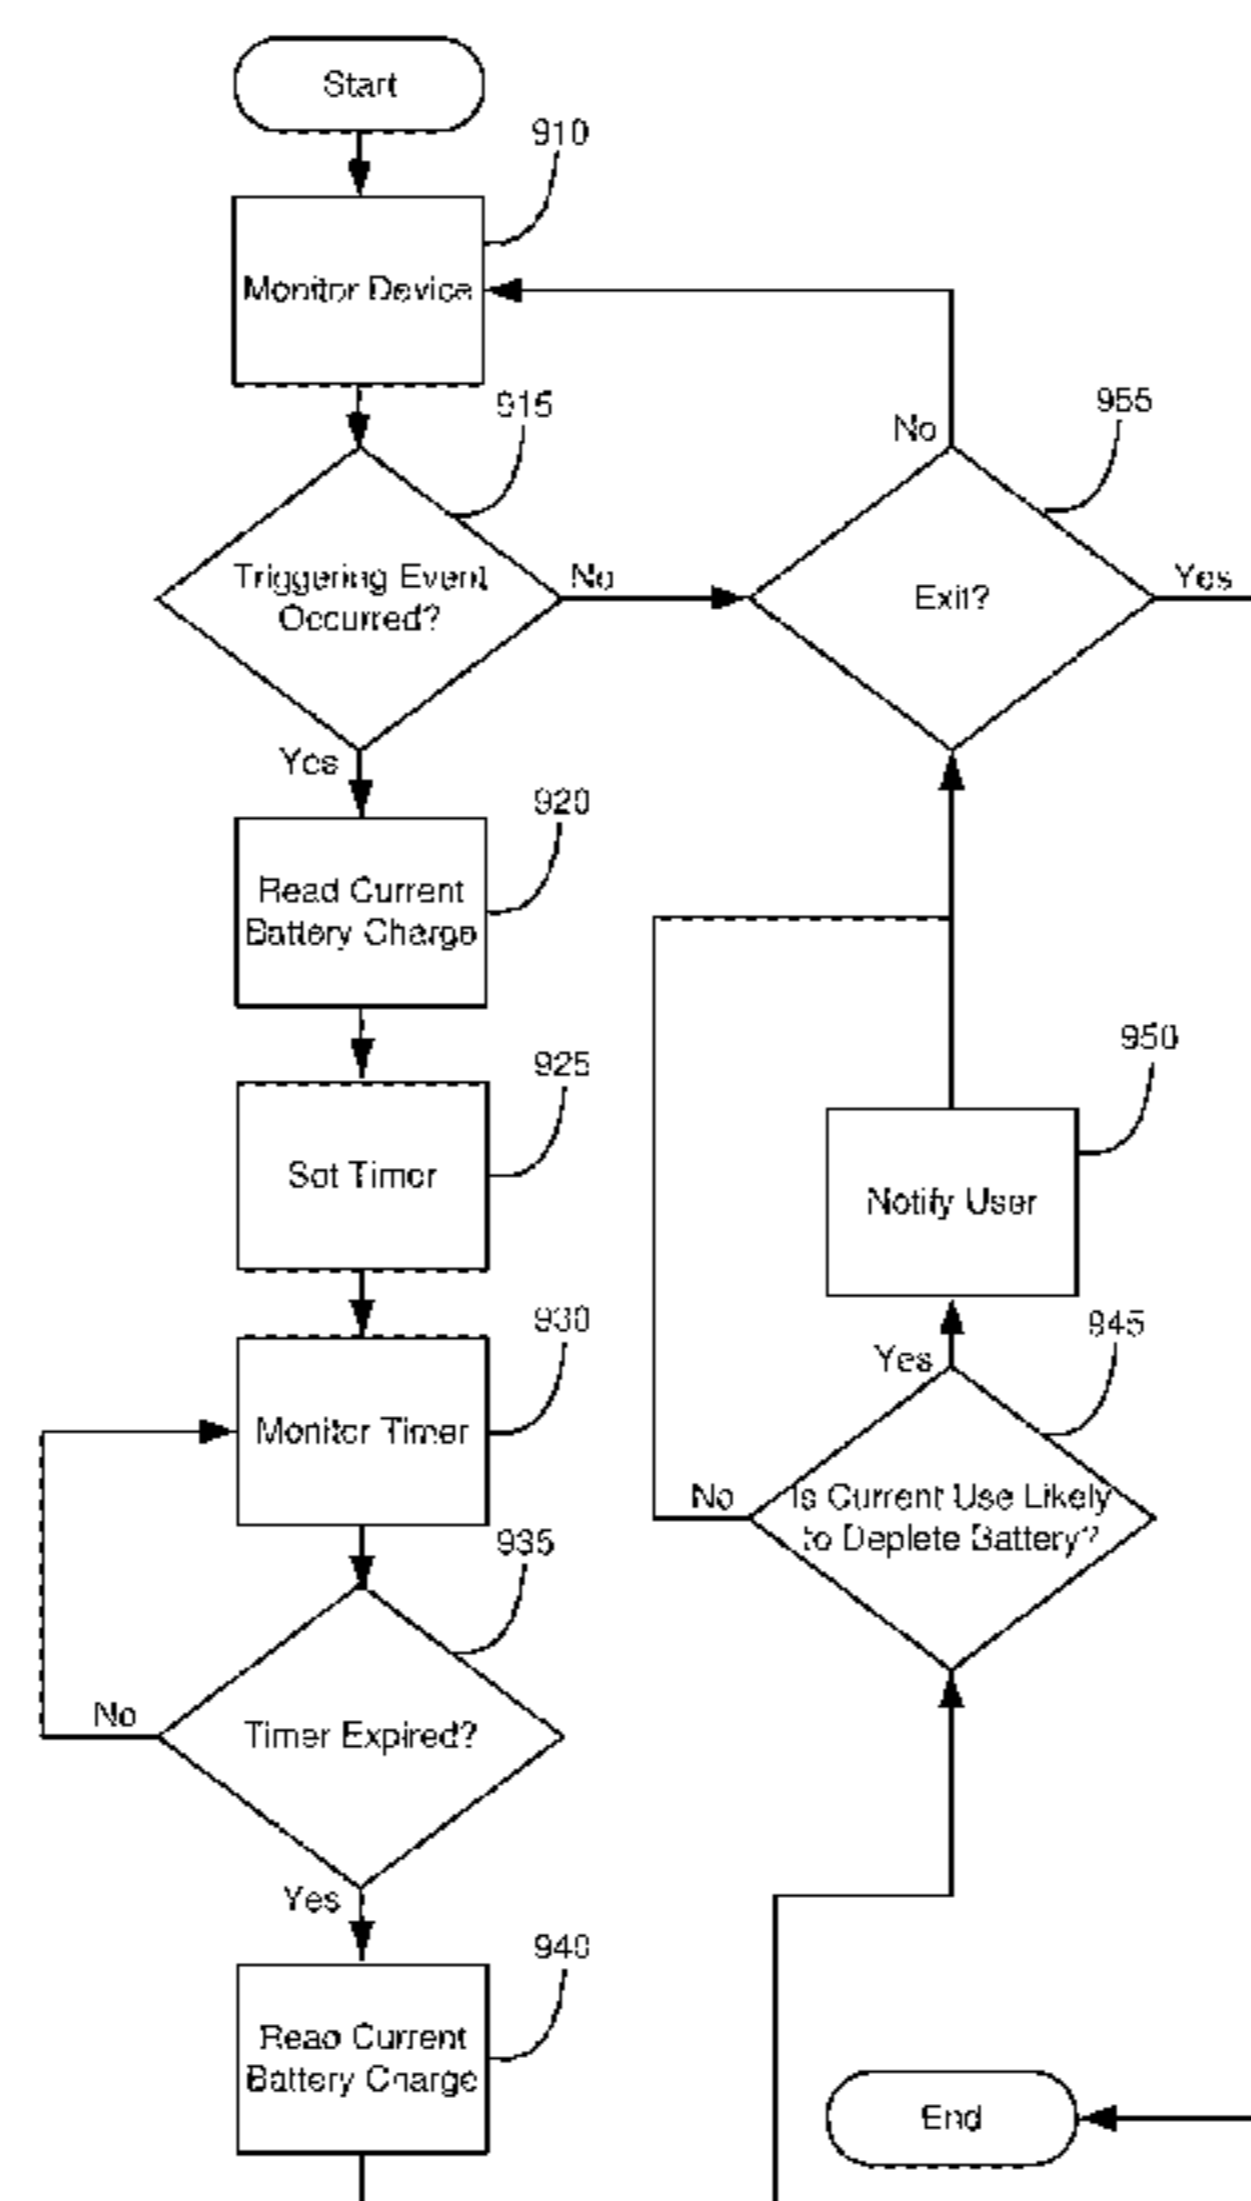 Start
910
Monitor Device
915
Triggering Event
Occurred?
No
Yes
920
Read Current
Battery Charge
925
Set Timer
930
Monitor Timer
935
Timer Expired?
No
Yes
940
Read Current
Battery Charge
955
No
Exit?
Yes
950
Notify User
945
Yes
Is Current Use Likely
to Deplete Battery?
No
End